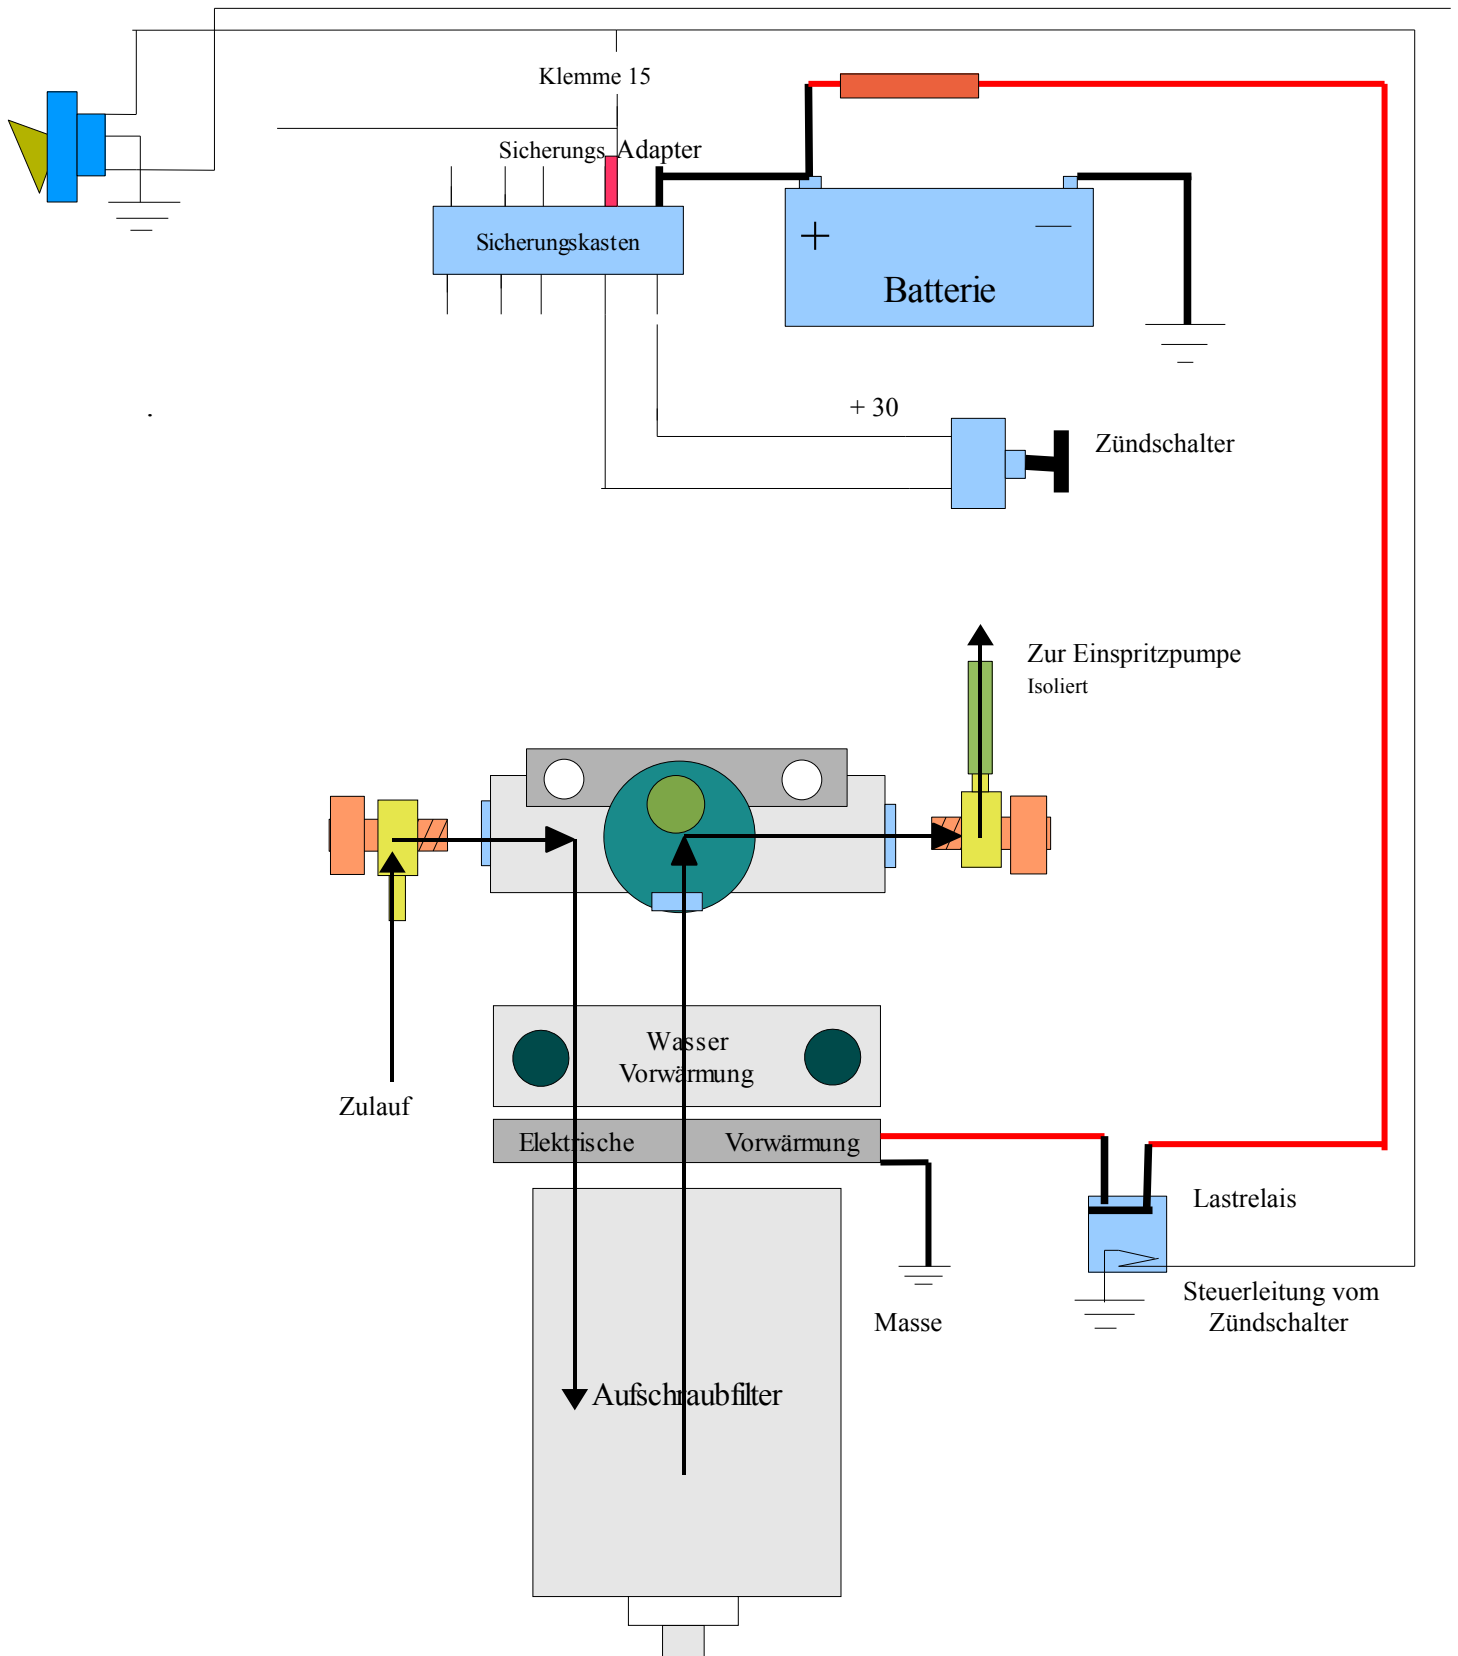 Klemme 15
Sicherungs Adapter
Sicherungskasten
+
—
Batterie
+ 30
Zündschalter
Zur Einspritzpumpe
Isoliert
Wasser
Vorwärmung
Zulauf
Elektrische Vorwärmung
Lastrelais
Steuerleitung vom
Zündschalter
Masse
Aufschraubfilter